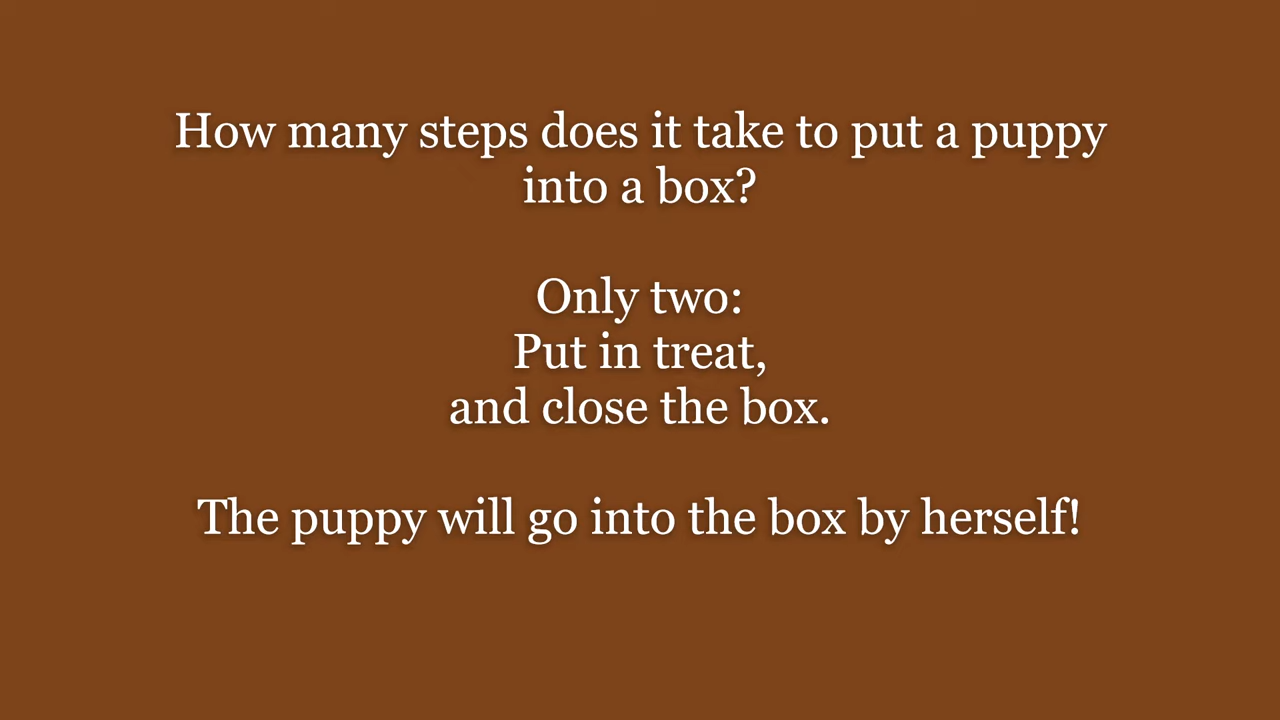 How many steps does it take to put a puppy
into a box?
Only two:
Put in treat,
and close the box.
The puppy will go into the box by herself!